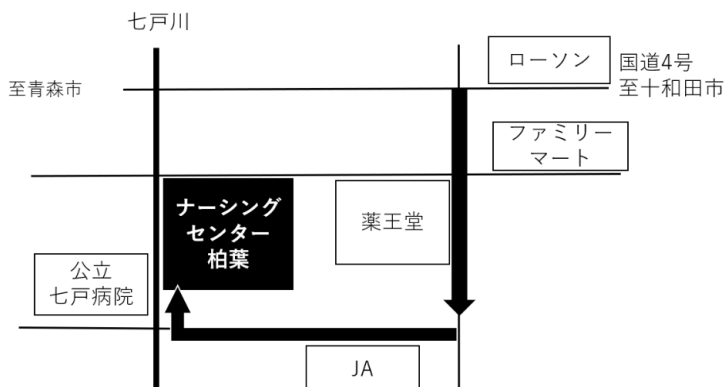 七戸川
ローソン
国道4号
至十和田市
至青森市
ファミリー
マート
ナーシング
センター
柏葉
薬王堂
公立
七戸病院
JA